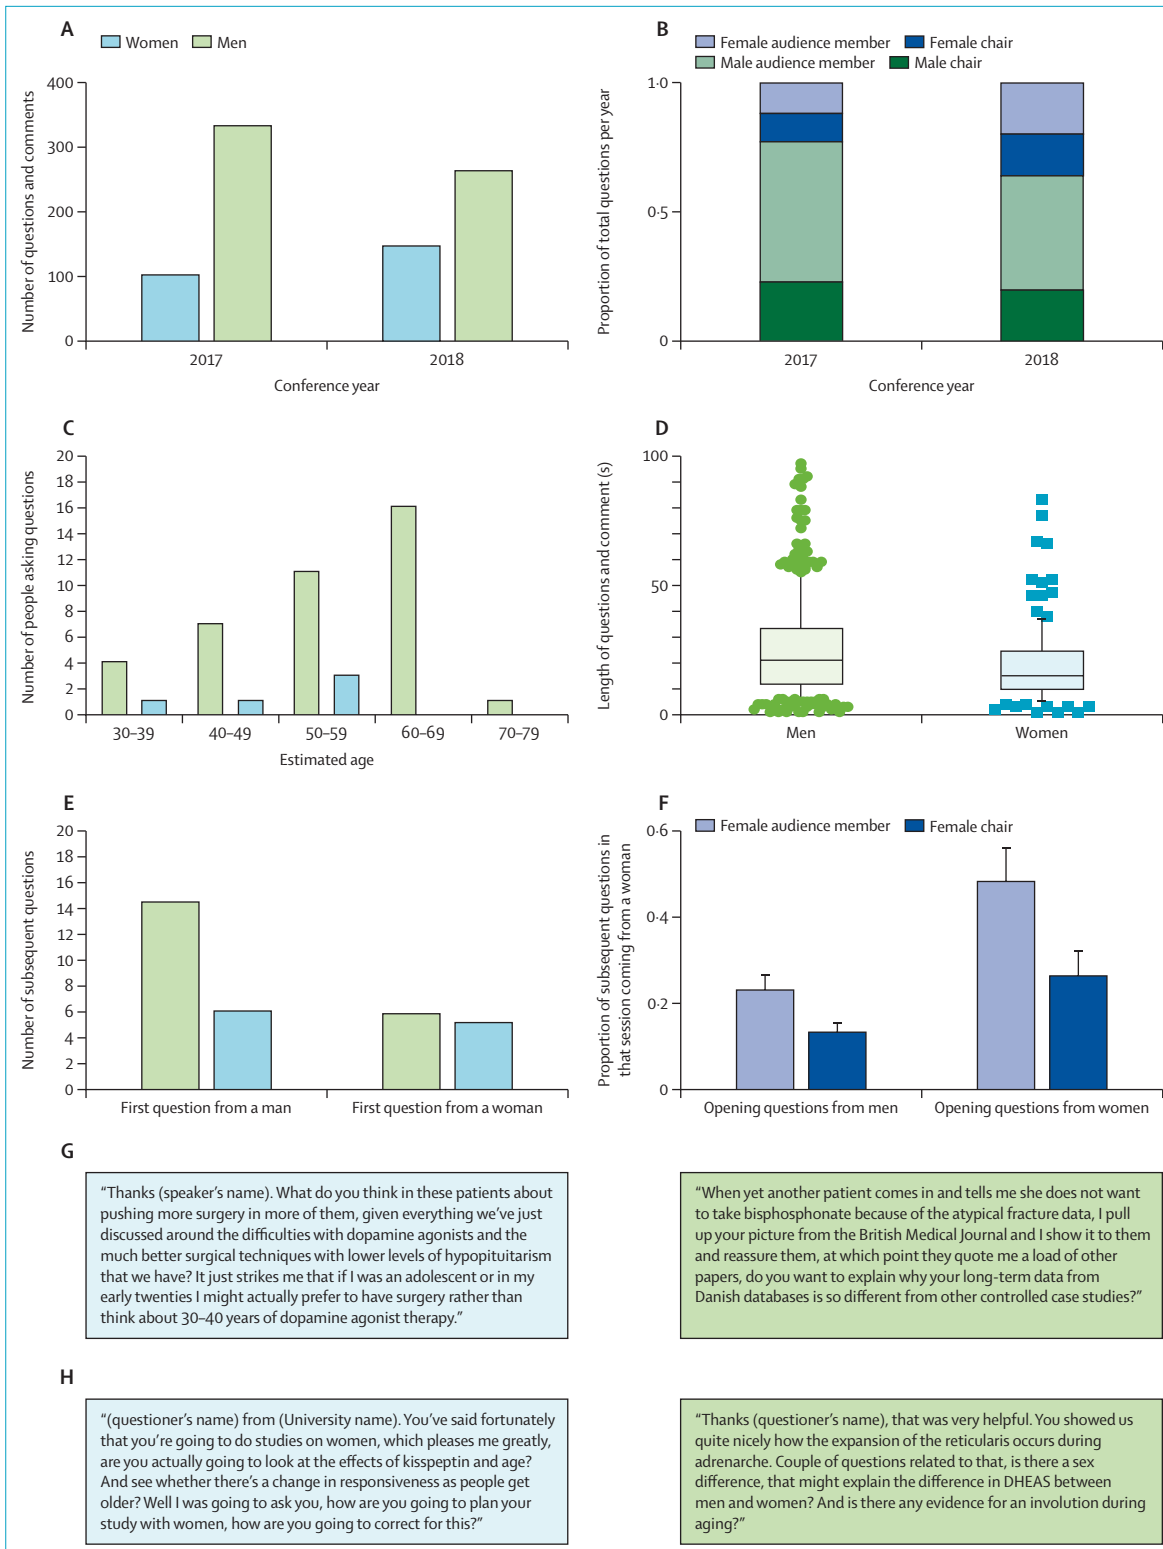 A
Women Men
Number of questions and comments
400
300
200
100
0
2017 2018
Conference year
B
Female audience member Female chair
Male audience member Male chair
Proportion of total questions per year
1·0
0·5
0
2017 2018
Conference year
C
Number of people asking questions
20
18
16
14
12
10
8
6
4
2
0
30–39 40–49 50–59 60–69 70–79
Estimated age
D
Length of questions and comment (s)
100
50
0
Men Women
E
Number of subsequent questions
20
18
16
14
12
10
8
6
4
2
0
First question from a man First question from a woman
F
Female audience member Female chair
Proportion of subsequent questions in
that session coming from a woman
0·6
0·4
0·2
0
Opening questions from men Opening questions from women
G
“Thanks (speaker’s name). What do you think in these patients about
pushing more surgery in more of them, given everything we’ve just
discussed around the difficulties with dopamine agonists and the
much better surgical techniques with lower levels of hypopituitarism
that we have? It just strikes me that if I was an adolescent or in my
early twenties I might actually prefer to have surgery rather than
think about 30–40 years of dopamine agonist therapy.”
“When yet another patient comes in and tells me she does not want
to take bisphosphonate because of the atypical fracture data, I pull
up your picture from the British Medical Journal and I show it to them
and reassure them, at which point they quote me a load of other
papers, do you want to explain why your long-term data from
Danish databases is so different from other controlled case studies?”
H
“(questioner’s name) from (University name). You’ve said fortunately
that you’re going to do studies on women, which pleases me greatly,
are you actually going to look at the effects of kisspeptin and age?
And see whether there’s a change in responsiveness as people get
older? Well I was going to ask you, how are you going to plan your
study with women, how are you going to correct for this?”
“Thanks (questioner’s name), that was very helpful. You showed us
quite nicely how the expansion of the reticularis occurs during
adrenarche. Couple of questions related to that, is there a sex
difference, that might explain the difference in DHEAS between
men and women? And is there any evidence for an involution during
aging?”